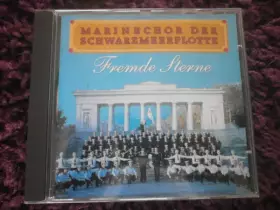 MARINECHOR DER
SCHWARZMEERFLOTTE
Fremde Sterne